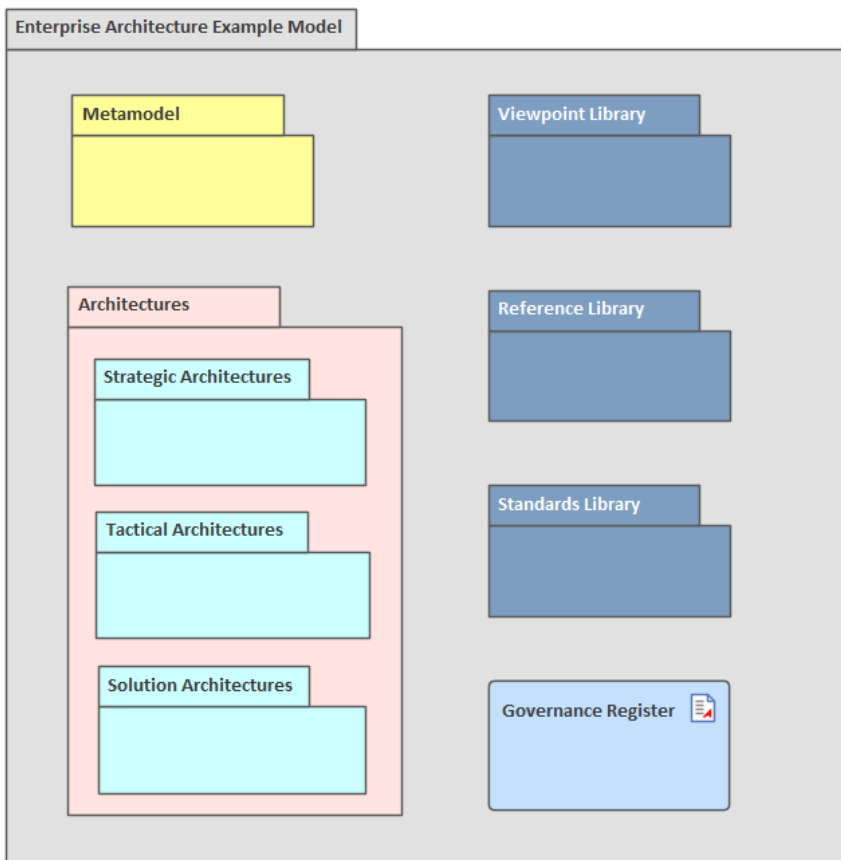 Enterprise Architecture Example Model
Metamodel
Viewpoint Library
Architectures
Reference Library
Strategic Architectures
Standards Library
Tactical Architectures
Solution Architectures
Governance Register